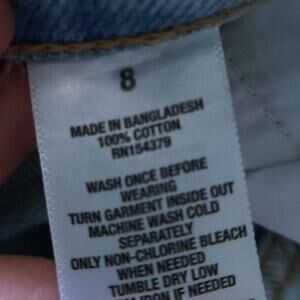 8
MADE IN BANGLADESH
100% COTTON
RN154379
WASH ONCE BEFORE
WEARING
TURN GARMENT INSIDE OUT
MACHINE WASH COLD
SEPARATELY
ONLY NON-CHLORINE BLEACH
WHEN NEEDED
TUMBLE DRY LOW
IRON IF NEEDED